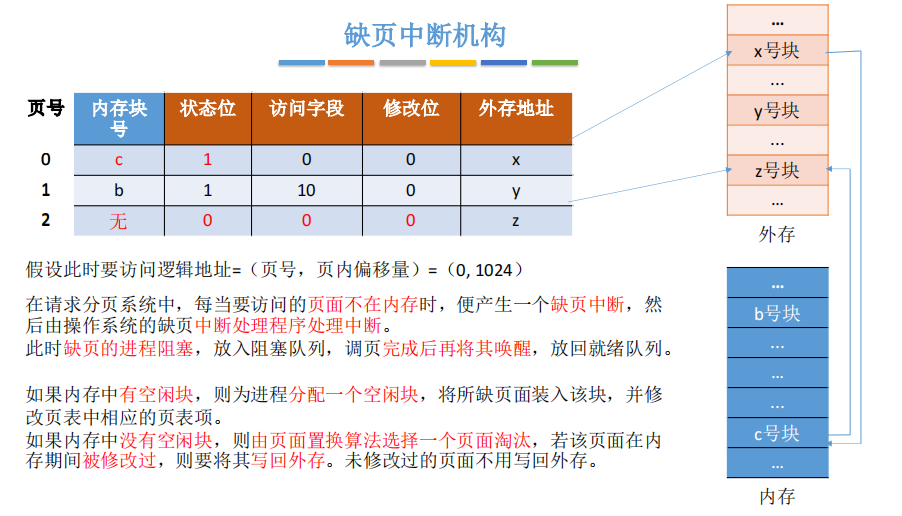 缺页中断机构
页号 内存块号 状态位 访问字段 修改位 外存地址
0 c 1 0 0 x
1 b 1 10 0 y
2 无 0 0 0 z
假设此时要访问逻辑地址=（页号，页内偏移量）=（0, 1024）
在请求分页系统中，每当要访问的页面不在内存时，便产生一个缺页中断，然
后由操作系统的缺页中断处理程序处理中断。
此时缺页的进程阻塞，放入阻塞队列，调页完成后再将其唤醒，放回就绪队列。
如果内存中有空闲块，则为进程分配一个空闲块，将所缺页面装入该块，并修
改页表中相应的页表项。
如果内存中没有空闲块，则由页面置换算法选择一个页面淘汰，若该页面在内
存期间被修改过，则要将其写回外存。未修改过的页面不用写回外存。
...
x号块
...
y号块
...
z号块
...
外存
...
b号块
...
...
...
c号块
...
内存